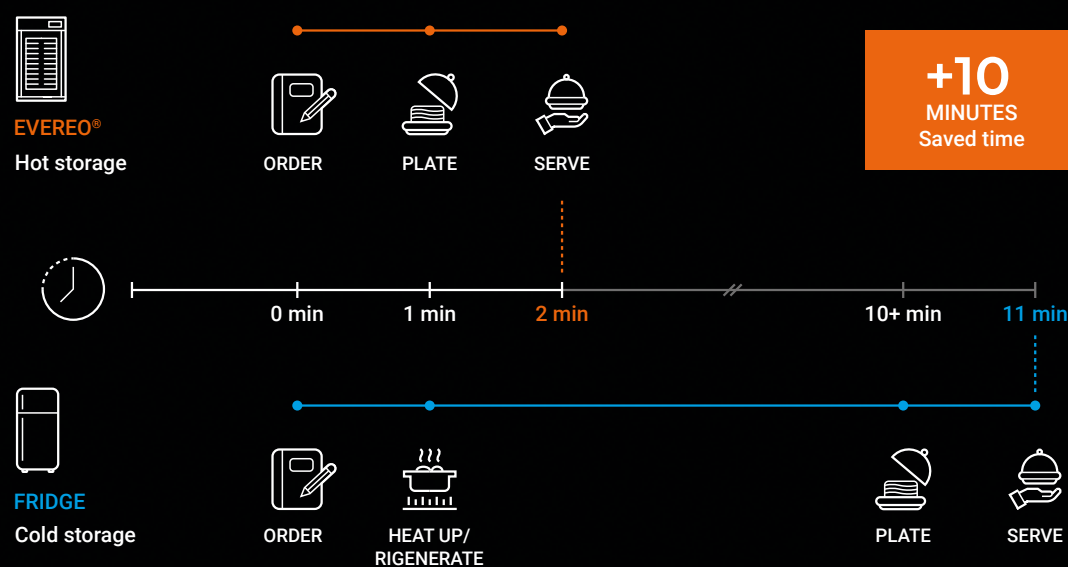 EVEREO®
Hot storage
ORDER
PLATE
SERVE
+10
MINUTES
Saved time
0 min
1 min
2 min
10+ min
11 min
FRIDGE
Cold storage
ORDER
HEAT UP/
RIGENERATE
PLATE
SERVE